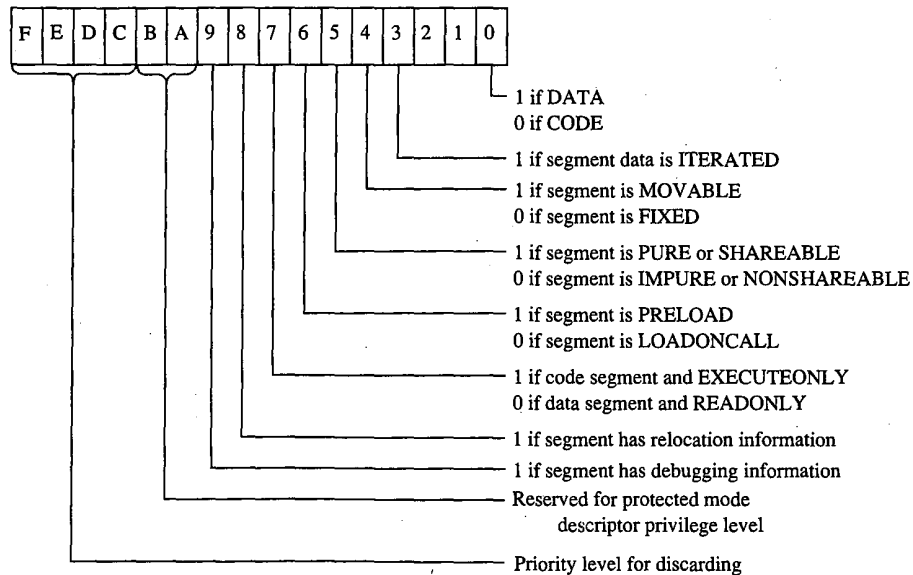 F E D C B A 9 8 7 6 5 4 3 2 1 0
1 if DATA
0 if CODE
1 if segment data is ITERATED
1 if segment is MOVABLE
0 if segment is FIXED
1 if segment is PURE or SHAREABLE
0 if segment is IMPURE or NONSHAREABLE
1 if segment is PRELOAD
0 if segment is LOADONCALL
1 if code segment and EXECUTEONLY
0 if data segment and READONLY
1 if segment has relocation information
1 if segment has debugging information
Reserved for protected mode
descriptor privilege level
Priority level for discarding